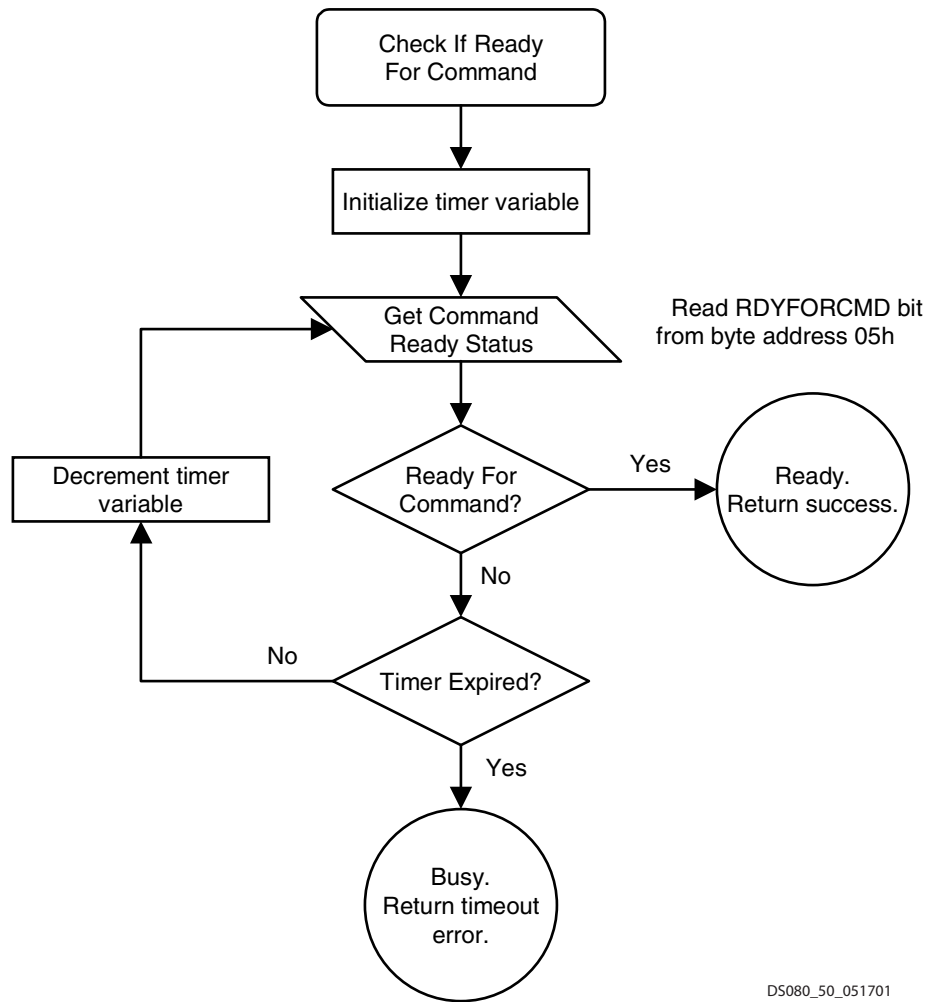 Check If Ready
For Command
Initialize timer variable
Get Command
Ready Status
Read RDYFORCMD bit
from byte address 05h
Decrement timer
variable
Ready For
Command?
Yes
Ready.
Return success.
No
No
Timer Expired?
Yes
Busy.
Return timeout
error.
DS080_50_051701